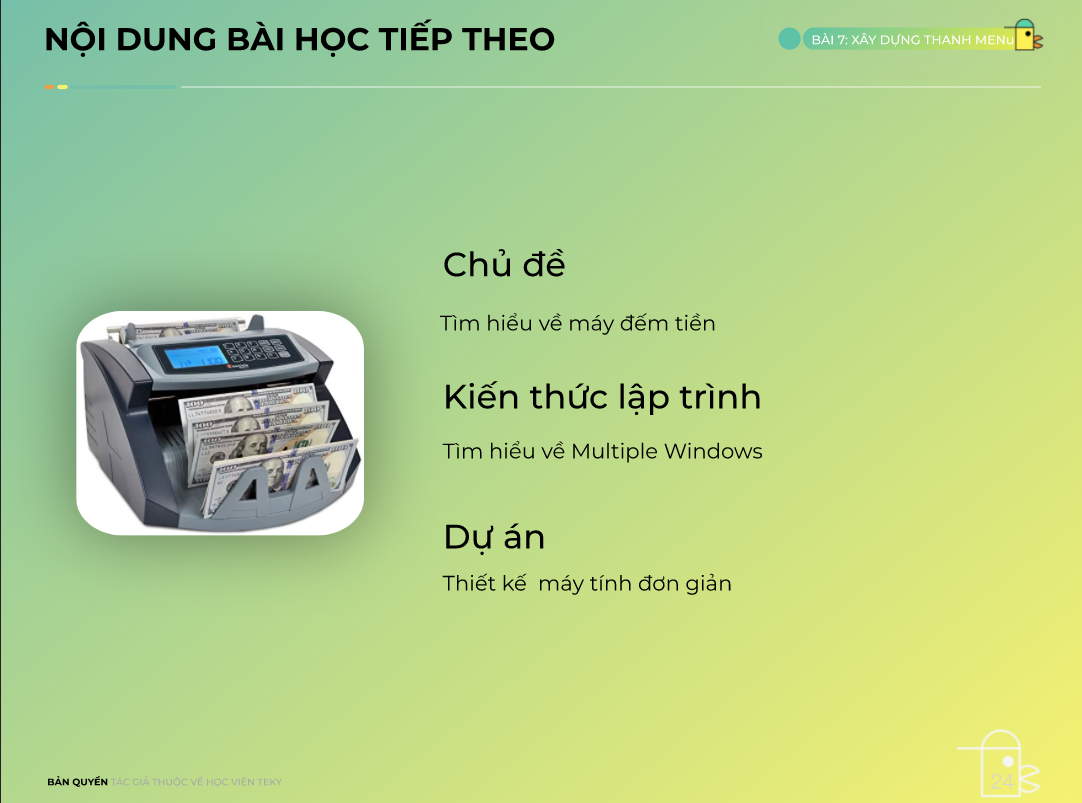 NỘI DUNG BÀI HỌC TIẾP THEO
BÀI 7: XÂY DỰNG THANH MENU
Chủ đề
Tìm hiểu về máy đếm tiền
Kiến thức lập trình
Tìm hiểu về Multiple Windows
Dự án
Thiết kế máy tính đơn giản
BẢN QUYỀN TÁC GIẢ THUỘC VỀ HỌC VIỆN TEKY
24